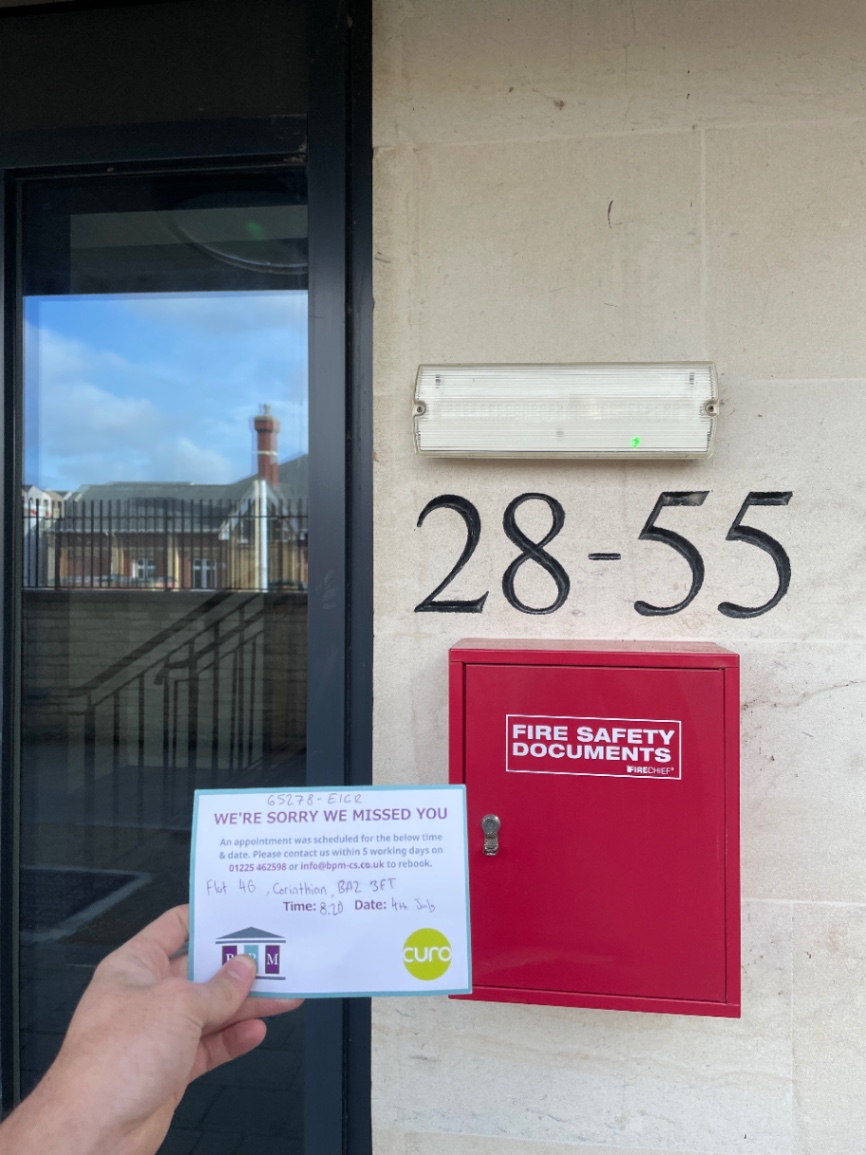 28-55
FIRE SAFETY
DOCUMENTS
FIRECHIEF®
65278-EICR
WE'RE SORRY WE MISSED YOU
An appointment was scheduled for the below time
& date. Please contact us within 5 working days on
01225 462598 or info@bpm-cs.co.uk to rebook.
Flat 46, Corinthian, BA2 3FT
Time: 8:20 Date: 4th July
B P M
curo